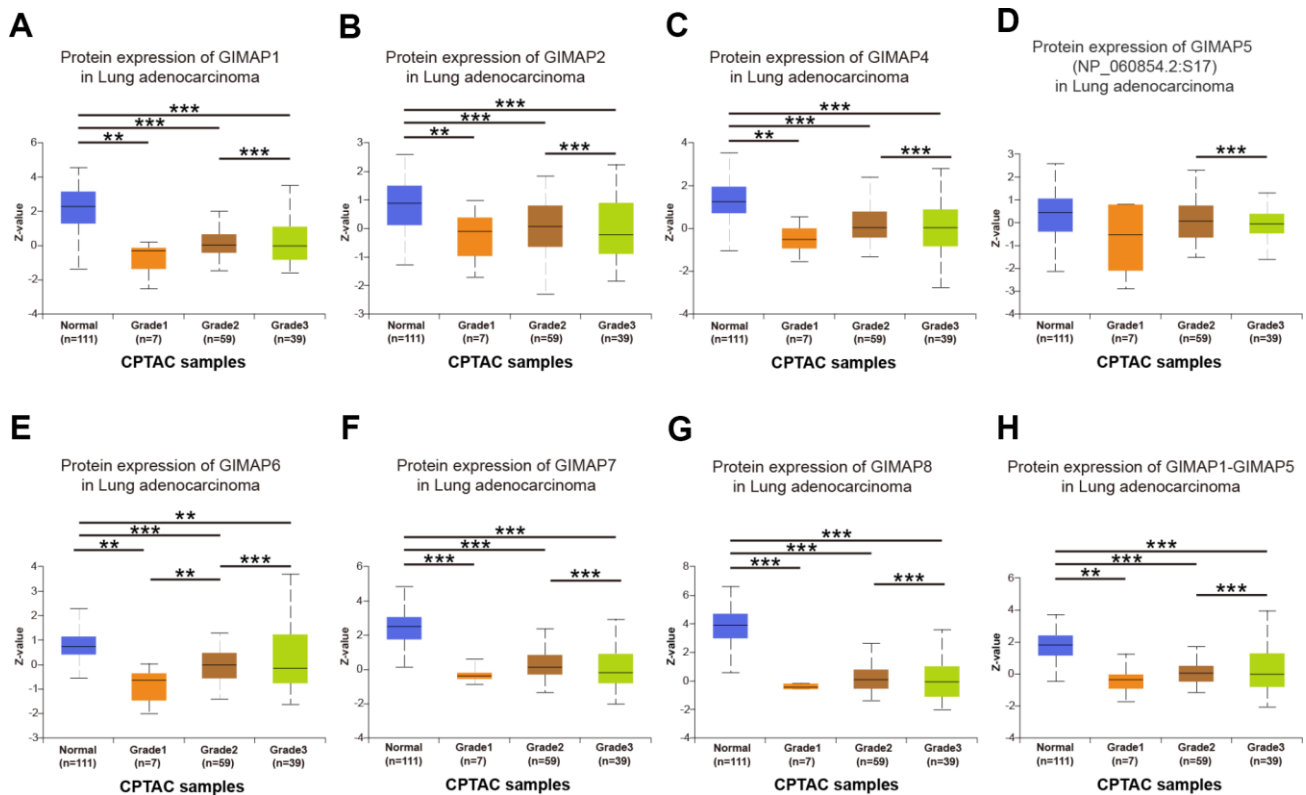 A
Protein expression of GIMAP1
in Lung adenocarcinoma
***
***
**
***
Z-value
6
4
2
0
-2
-4
Normal
(n=111)
Grade1
(n=7)
Grade2
(n=59)
Grade3
(n=39)
CPTAC samples
B
Protein expression of GIMAP2
in Lung adenocarcinoma
***
***
**
***
Z-value
3
2
1
0
-1
-2
-3
Normal
(n=111)
Grade1
(n=7)
Grade2
(n=59)
Grade3
(n=39)
CPTAC samples
C
Protein expression of GIMAP4
in Lung adenocarcinoma
***
***
**
***
Z-value
4
2
0
-2
-4
Normal
(n=111)
Grade1
(n=7)
Grade2
(n=59)
Grade3
(n=39)
CPTAC samples
D
Protein expression of GIMAP5
(NP_060854.2:S17)
in Lung adenocarcinoma
***
Z-value
3
2
1
0
-1
-2
-3
-4
Normal
(n=111)
Grade1
(n=7)
Grade2
(n=59)
Grade3
(n=39)
CPTAC samples
E
Protein expression of GIMAP6
in Lung adenocarcinoma
**
***
**
***
**
Z-value
4
3
2
1
0
-1
-2
-3
Normal
(n=111)
Grade1
(n=7)
Grade2
(n=59)
Grade3
(n=39)
CPTAC samples
F
Protein expression of GIMAP7
in Lung adenocarcinoma
***
***
***
***
Z-value
6
4
2
0
-2
-4
Normal
(n=111)
Grade1
(n=7)
Grade2
(n=59)
Grade3
(n=39)
CPTAC samples
G
Protein expression of GIMAP8
in Lung adenocarcinoma
***
***
***
***
Z-value
8
6
4
2
0
-2
-4
Normal
(n=111)
Grade1
(n=7)
Grade2
(n=59)
Grade3
(n=39)
CPTAC samples
H
Protein expression of GIMAP1-GIMAP5
in Lung adenocarcinoma
***
***
**
***
Z-value
6
4
2
0
-2
-4
Normal
(n=111)
Grade1
(n=7)
Grade2
(n=59)
Grade3
(n=39)
CPTAC samples